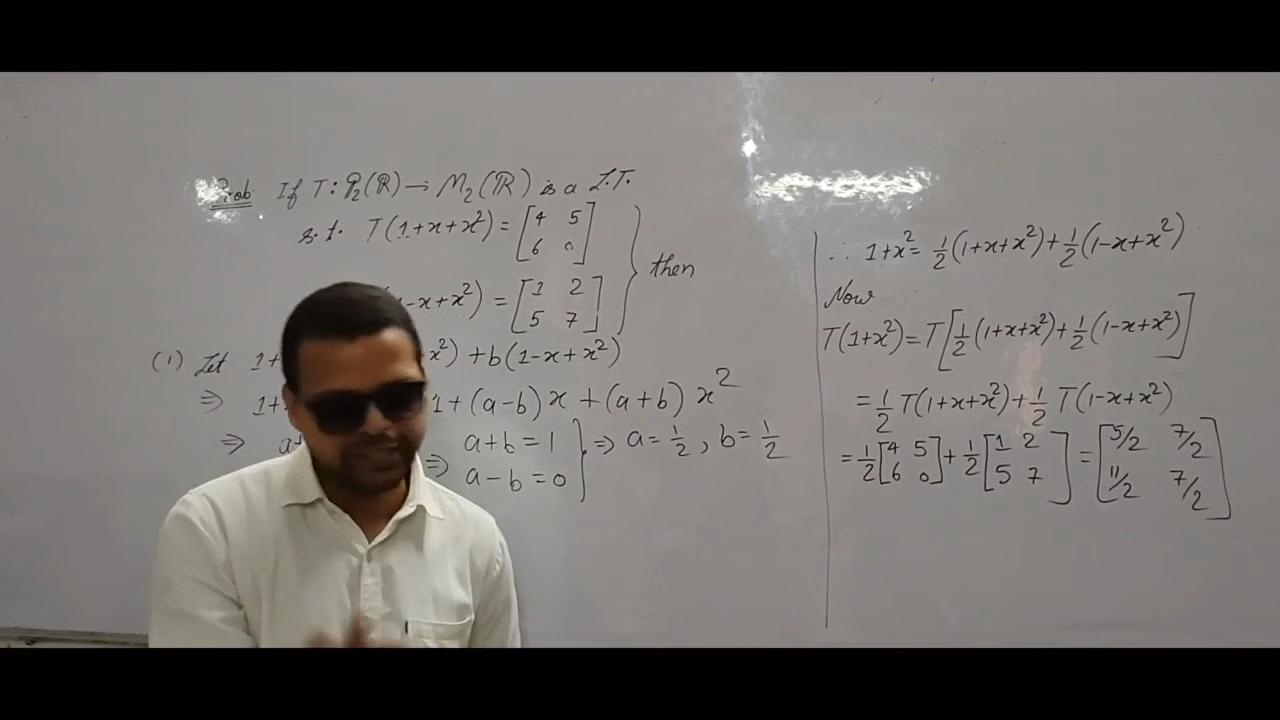 Prob If T: P₂(ℝ) → M₂(ℝ) is a L.T.
s.t. T(1+x+x²) = [4 5
6 0]
-x+x²) = [1 2
5 7] } then
(1) Let 1+ x²) + b(1-x+x²)
⇒ 1+ 1+(a-b)x+(a+b)x²
⇒ a+ ⇒ a+b=1
a-b=0 } ⇒ a=1/2, b=1/2
∴ 1+x² = 1/2(1+x+x²)+1/2(1-x+x²)
Now
T(1+x²)=T[1/2(1+x+x²)+1/2(1-x+x²)]
=1/2 T(1+x+x²)+1/2 T(1-x+x²)
=1/2[4 5
6 0]+1/2[1 2
5 7]=[5/2 7/2
11/2 7/2]